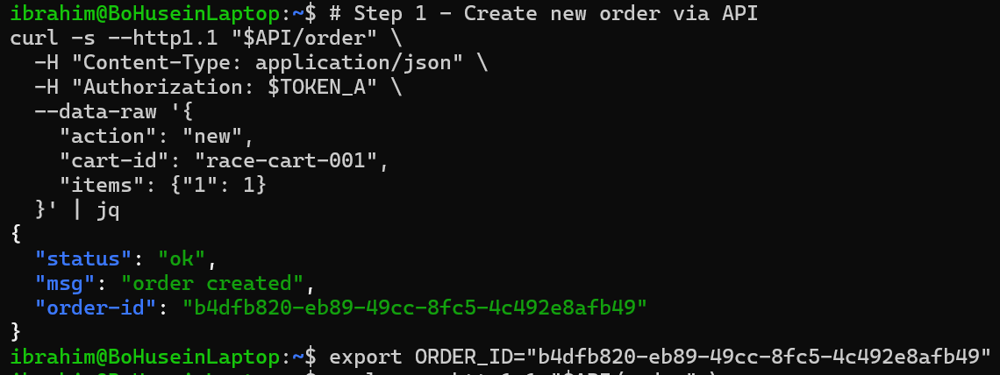 ibrahim@BoHuseinLaptop:~$ # Step 1 - Create new order via API
curl -s --http1.1 "$API/order" \
  -H "Content-Type: application/json" \
  -H "Authorization: $TOKEN_A" \
  --data-raw '{
    "action": "new",
    "cart-id": "race-cart-001",
    "items": {"1": 1}
  }' | jq
{
  "status": "ok",
  "msg": "order created",
  "order-id": "b4dfb820-eb89-49cc-8fc5-4c492e8afb49"
}
ibrahim@BoHuseinLaptop:~$ export ORDER_ID="b4dfb820-eb89-49cc-8fc5-4c492e8afb49"